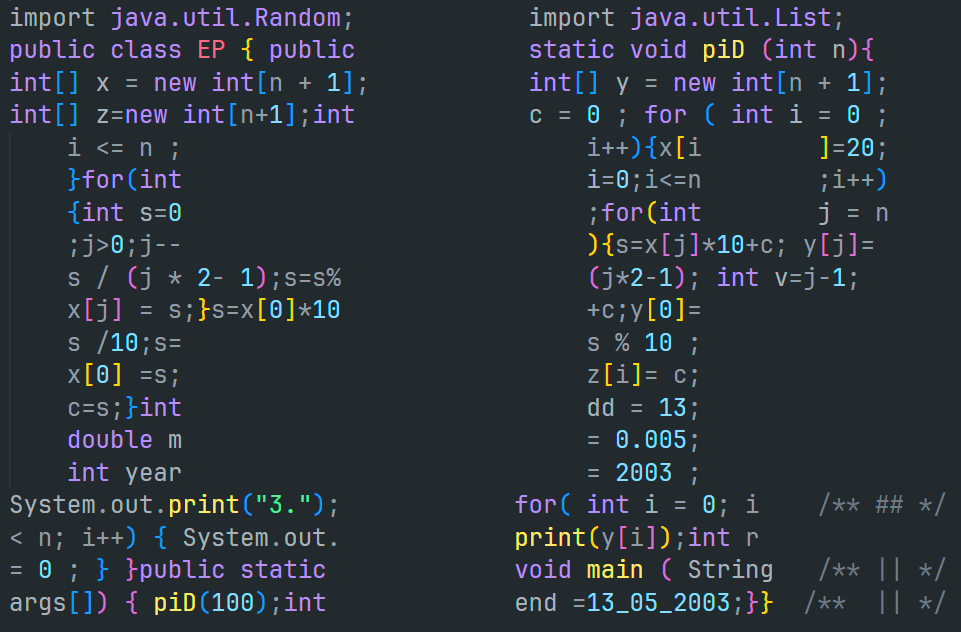 import java.util.Random; import java.util.List;
public class EP { public static void piD (int n){
int[] x = new int[n + 1]; int[] y = new int[n + 1];
int[] z=new int[n+1];int c = 0 ; for ( int i = 0 ;
i <= n ; i++){x[i ]=20;
}for(int i=0;i<=n ;i++)
{int s=0 ;for(int j = n
;j>0;j-- ){s=x[j]*10+c; y[j]=
s / (j * 2- 1);s=s% (j*2-1); int v=j-1;
x[j] = s;}s=x[0]*10 +c;y[0]=
s /10;s= s % 10 ;
x[0] =s; z[i]= c;
c=s;}int dd = 13;
double m = 0.005;
int year = 2003 ;
System.out.print("3."); for( int i = 0; i /** ## */
< n; i++) { System.out. print(y[i]);int r
= 0 ; } }public static void main ( String /** || */
args[]) { piD(100);int end =13_05_2003;}} /** || */